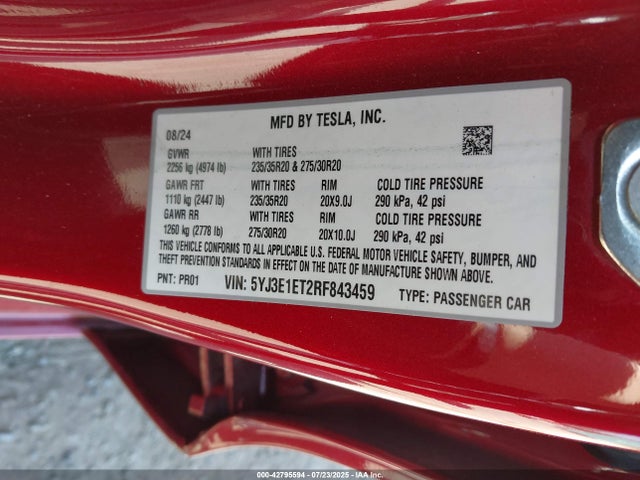 MFD BY TESLA, INC.
08/24
GVWR WITH TIRES
2256 kg (4974 lb) 235/35R20 & 275/30R20
GAWR FRT WITH TIRES RIM COLD TIRE PRESSURE
1110 kg (2447 lb) 235/35R20 20X9.0J 290 kPa, 42 psi
GAWR RR WITH TIRES RIM COLD TIRE PRESSURE
1260 kg (2778 lb) 275/30R20 20X10.0J 290 kPa, 42 psi
THIS VEHICLE CONFORMS TO ALL APPLICABLE U.S. FEDERAL MOTOR VEHICLE SAFETY, BUMPER, AND
THEFT PREVENTION STANDARDS IN EFFECT ON THE DATE OF MANUFACTURE SHOWN ABOVE.
PNT: PR01 VIN: 5YJ3E1ET2RF843459 TYPE: PASSENGER CAR
000-42795594 07/23/2025 IAA Inc.